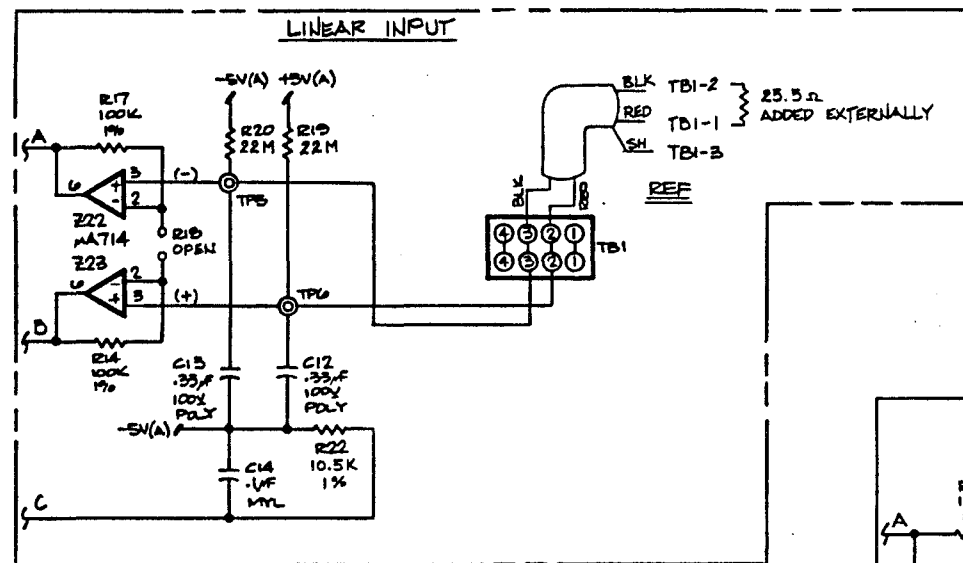 LINEAR INPUT
-5V(A) +5V(A)
R17
100K
1%
A
R20
22M
R19
22M
3 (-)
6
+
-
2
TP5
Z22
µA714
R18
OPEN
Z23
2
6
-
+
3 (+)
TP6
B
R14
100K
1%
C13
.33µF
100V
POLY
C12
.33µF
100V
POLY
-5V(A)
R22
10.5K
1%
C14
.1µF
MYL
C
BLK TB1-2
RED TB1-1
SH TB1-3
25.5Ω
ADDED EXTERNALLY
REF
BLK
RED
4 3 2 1
4 3 2 1
TB1
A